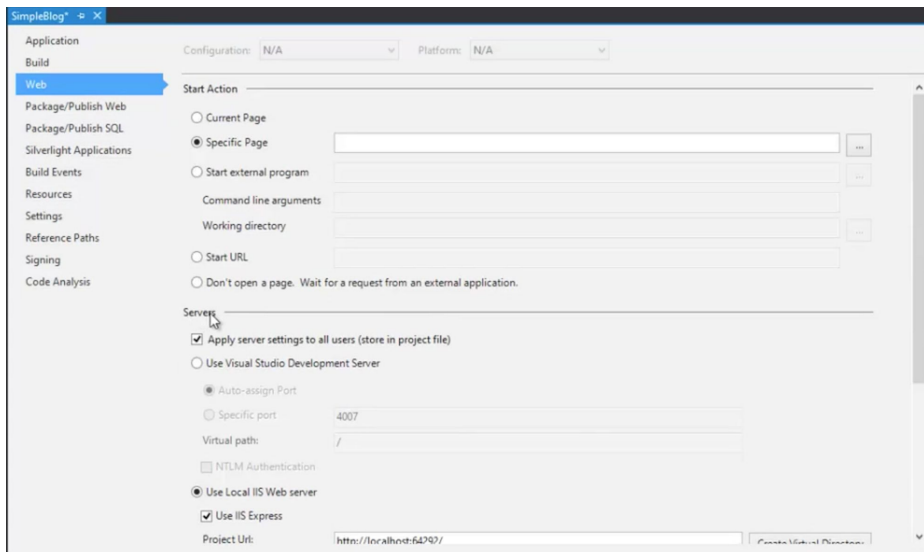 SimpleBlog*
Application
Build
Web
Package/Publish Web
Package/Publish SQL
Silverlight Applications
Build Events
Resources
Settings
Reference Paths
Signing
Code Analysis
Configuration: N/A Platform: N/A
Start Action
Current Page
Specific Page ...
Start external program ...
Command line arguments
Working directory ...
Start URL
Don't open a page. Wait for a request from an external application.
Servers
Apply server settings to all users (store in project file)
Use Visual Studio Development Server
Auto-assign Port
Specific port 4007
Virtual path: /
NTLM Authentication
Use Local IIS Web server
Use IIS Express
Project Url: http://localhost:64292/ Create Virtual Directory